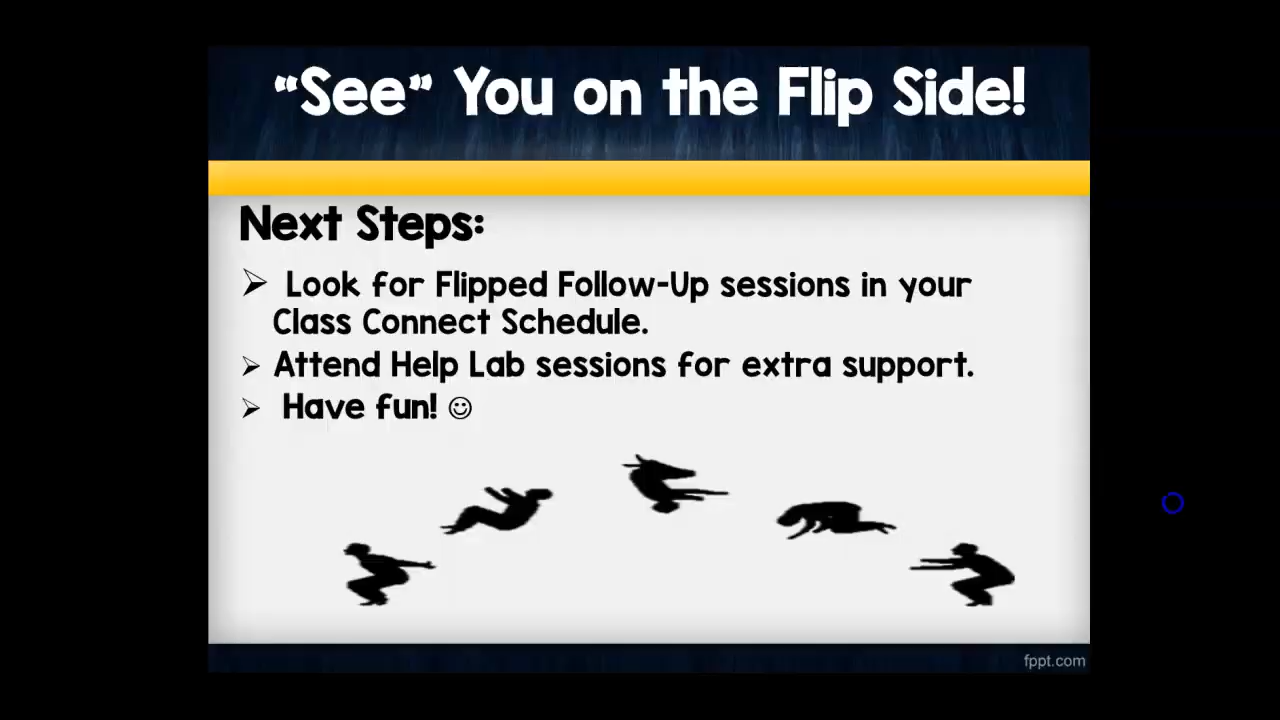 "See" You on the Flip Side!
Next Steps:
➢ Look for Flipped Follow-Up sessions in your
Class Connect Schedule.
➢ Attend Help Lab sessions for extra support.
➢ Have fun! ☺
fppt.com